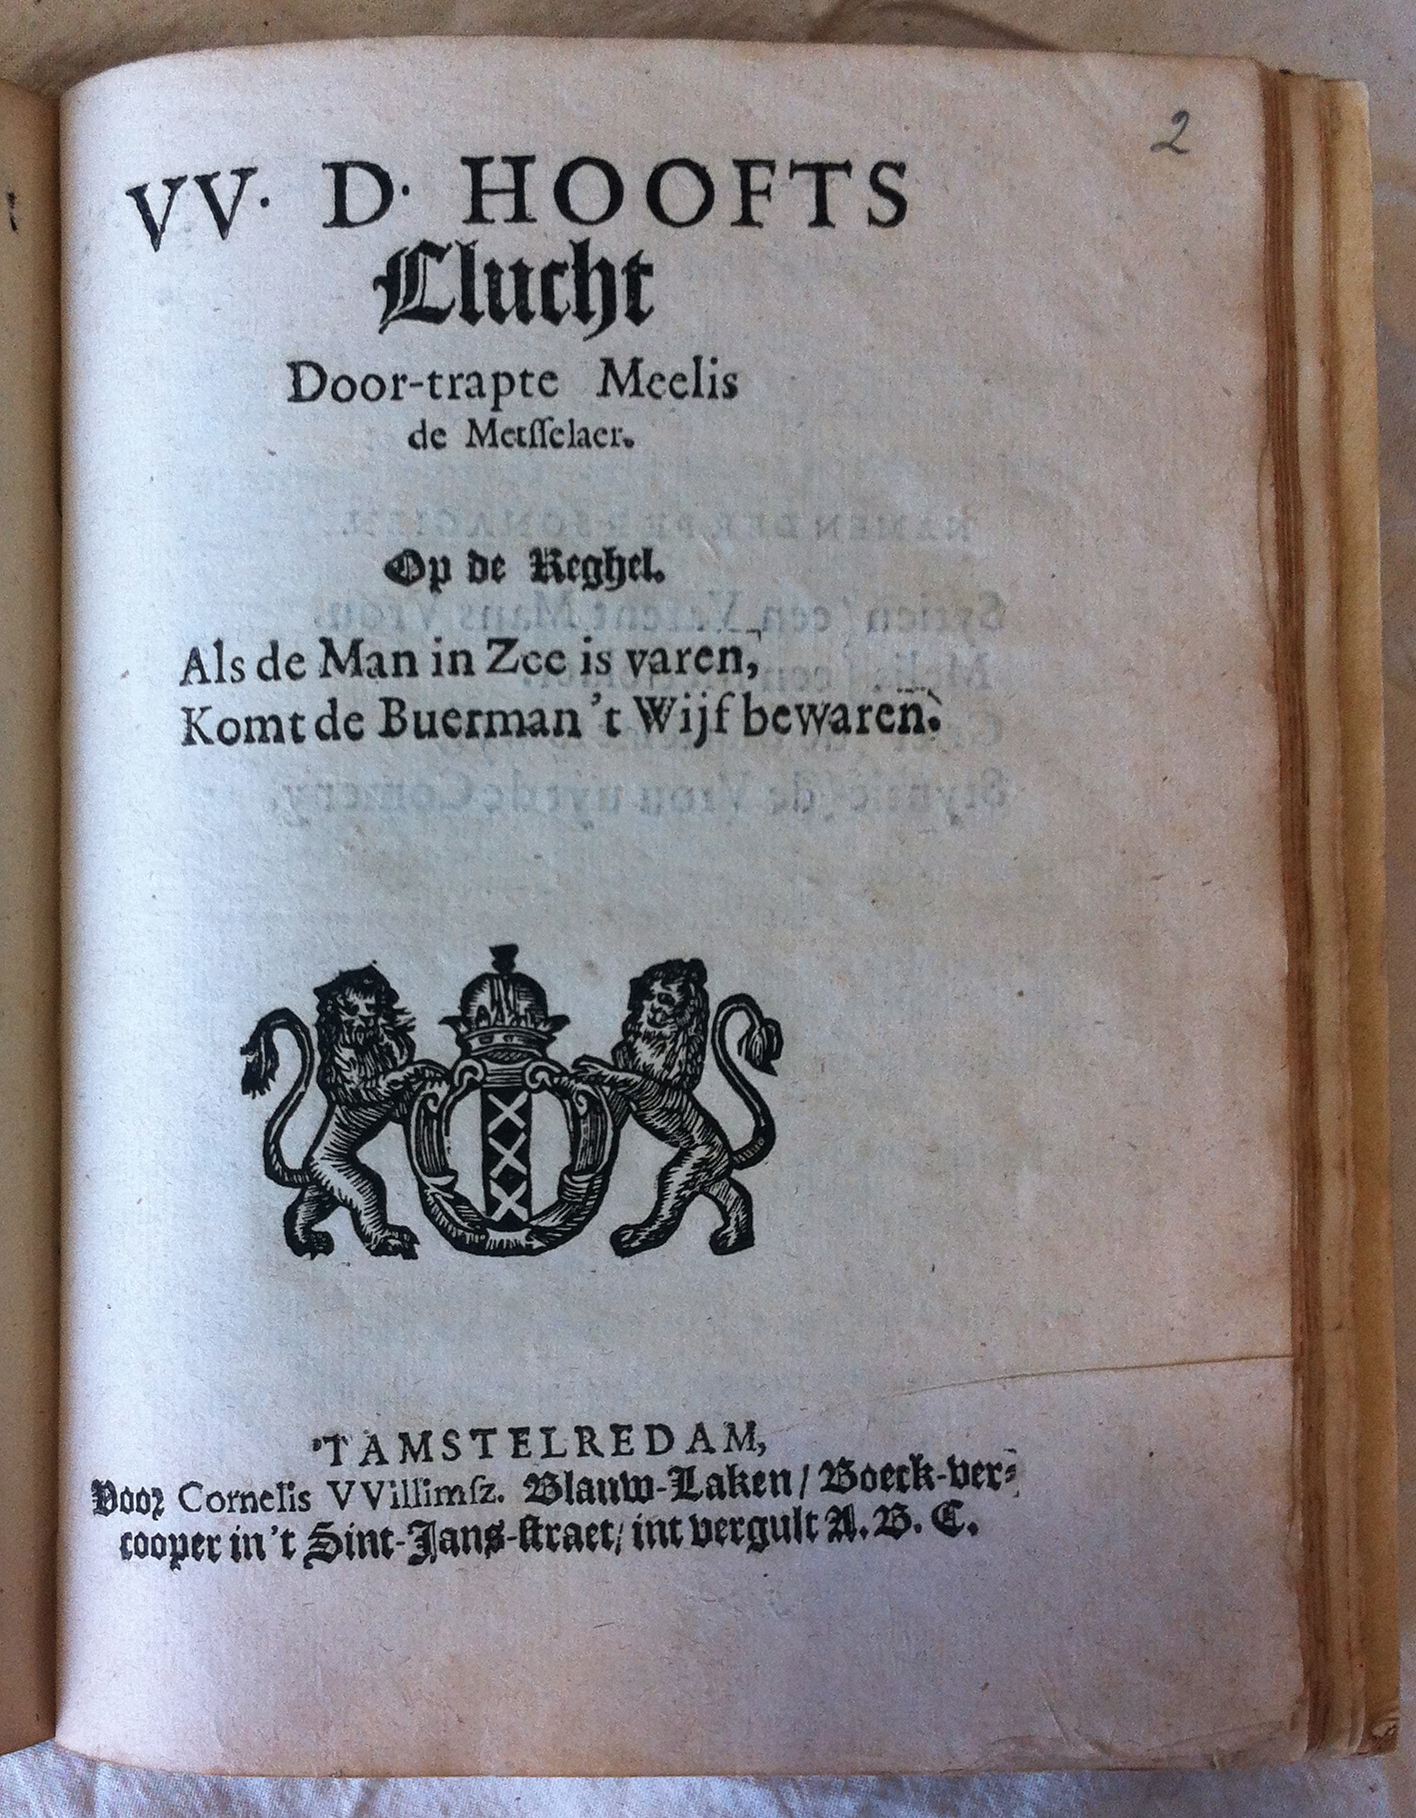 2
VV. D. HOOFTS
Clucht
Door-trapte Meelis
de Metſſelaer.
Op de Reghel.
Als de Man in Zee is varen,
Komt de Buerman 't Wijf bewaren.
'TAMSTELREDAM,
Voor Cornelis VVillimſz. Blauw-Laken / Boeck-ver-
cooper in 't Sint-Jans-straet / int vergult A. B. C.